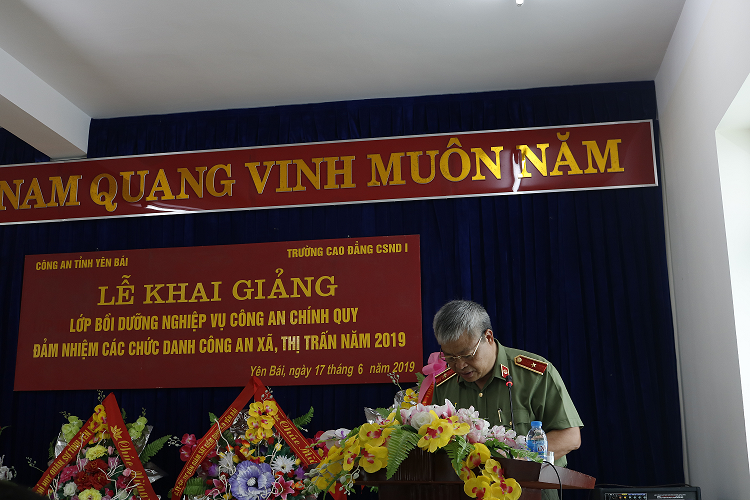 NAM QUANG VINH MUÔN NĂM
CÔNG AN TỈNH YÊN BÁI
TRƯỜNG CAO ĐẲNG CSND I
LỄ KHAI GIẢNG
LỚP BỒI DƯỠNG NGHIỆP VỤ CÔNG AN CHÍNH QUY
ĐẢM NHIỆM CÁC CHỨC DANH CÔNG AN XÃ, THỊ TRẤN NĂM 2019
Yên Bái, ngày 17 tháng 6 năm 2019